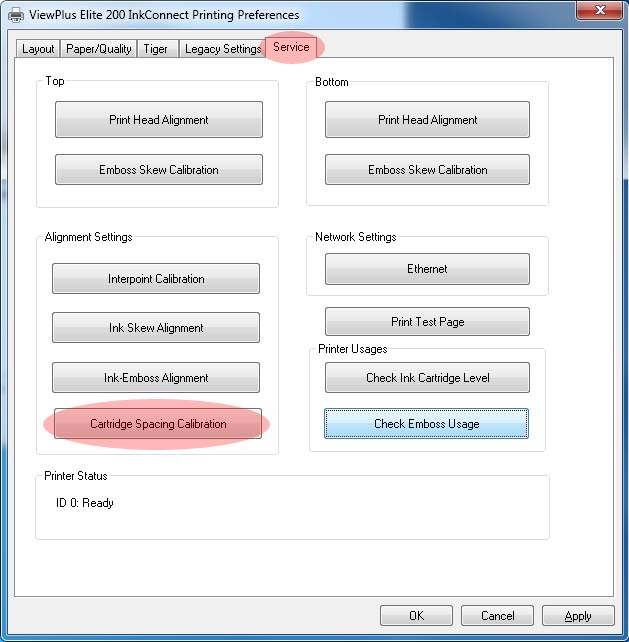 ViewPlus Elite 200 InkConnect Printing Preferences
Layout Paper/Quality Tiger Legacy Settings Service
Top
Print Head Alignment
Emboss Skew Calibration
Bottom
Print Head Alignment
Emboss Skew Calibration
Alignment Settings
Interpoint Calibration
Ink Skew Alignment
Ink-Emboss Alignment
Cartridge Spacing Calibration
Network Settings
Ethernet
Print Test Page
Printer Usages
Check Ink Cartridge Level
Check Emboss Usage
Printer Status
ID 0: Ready
OK Cancel Apply